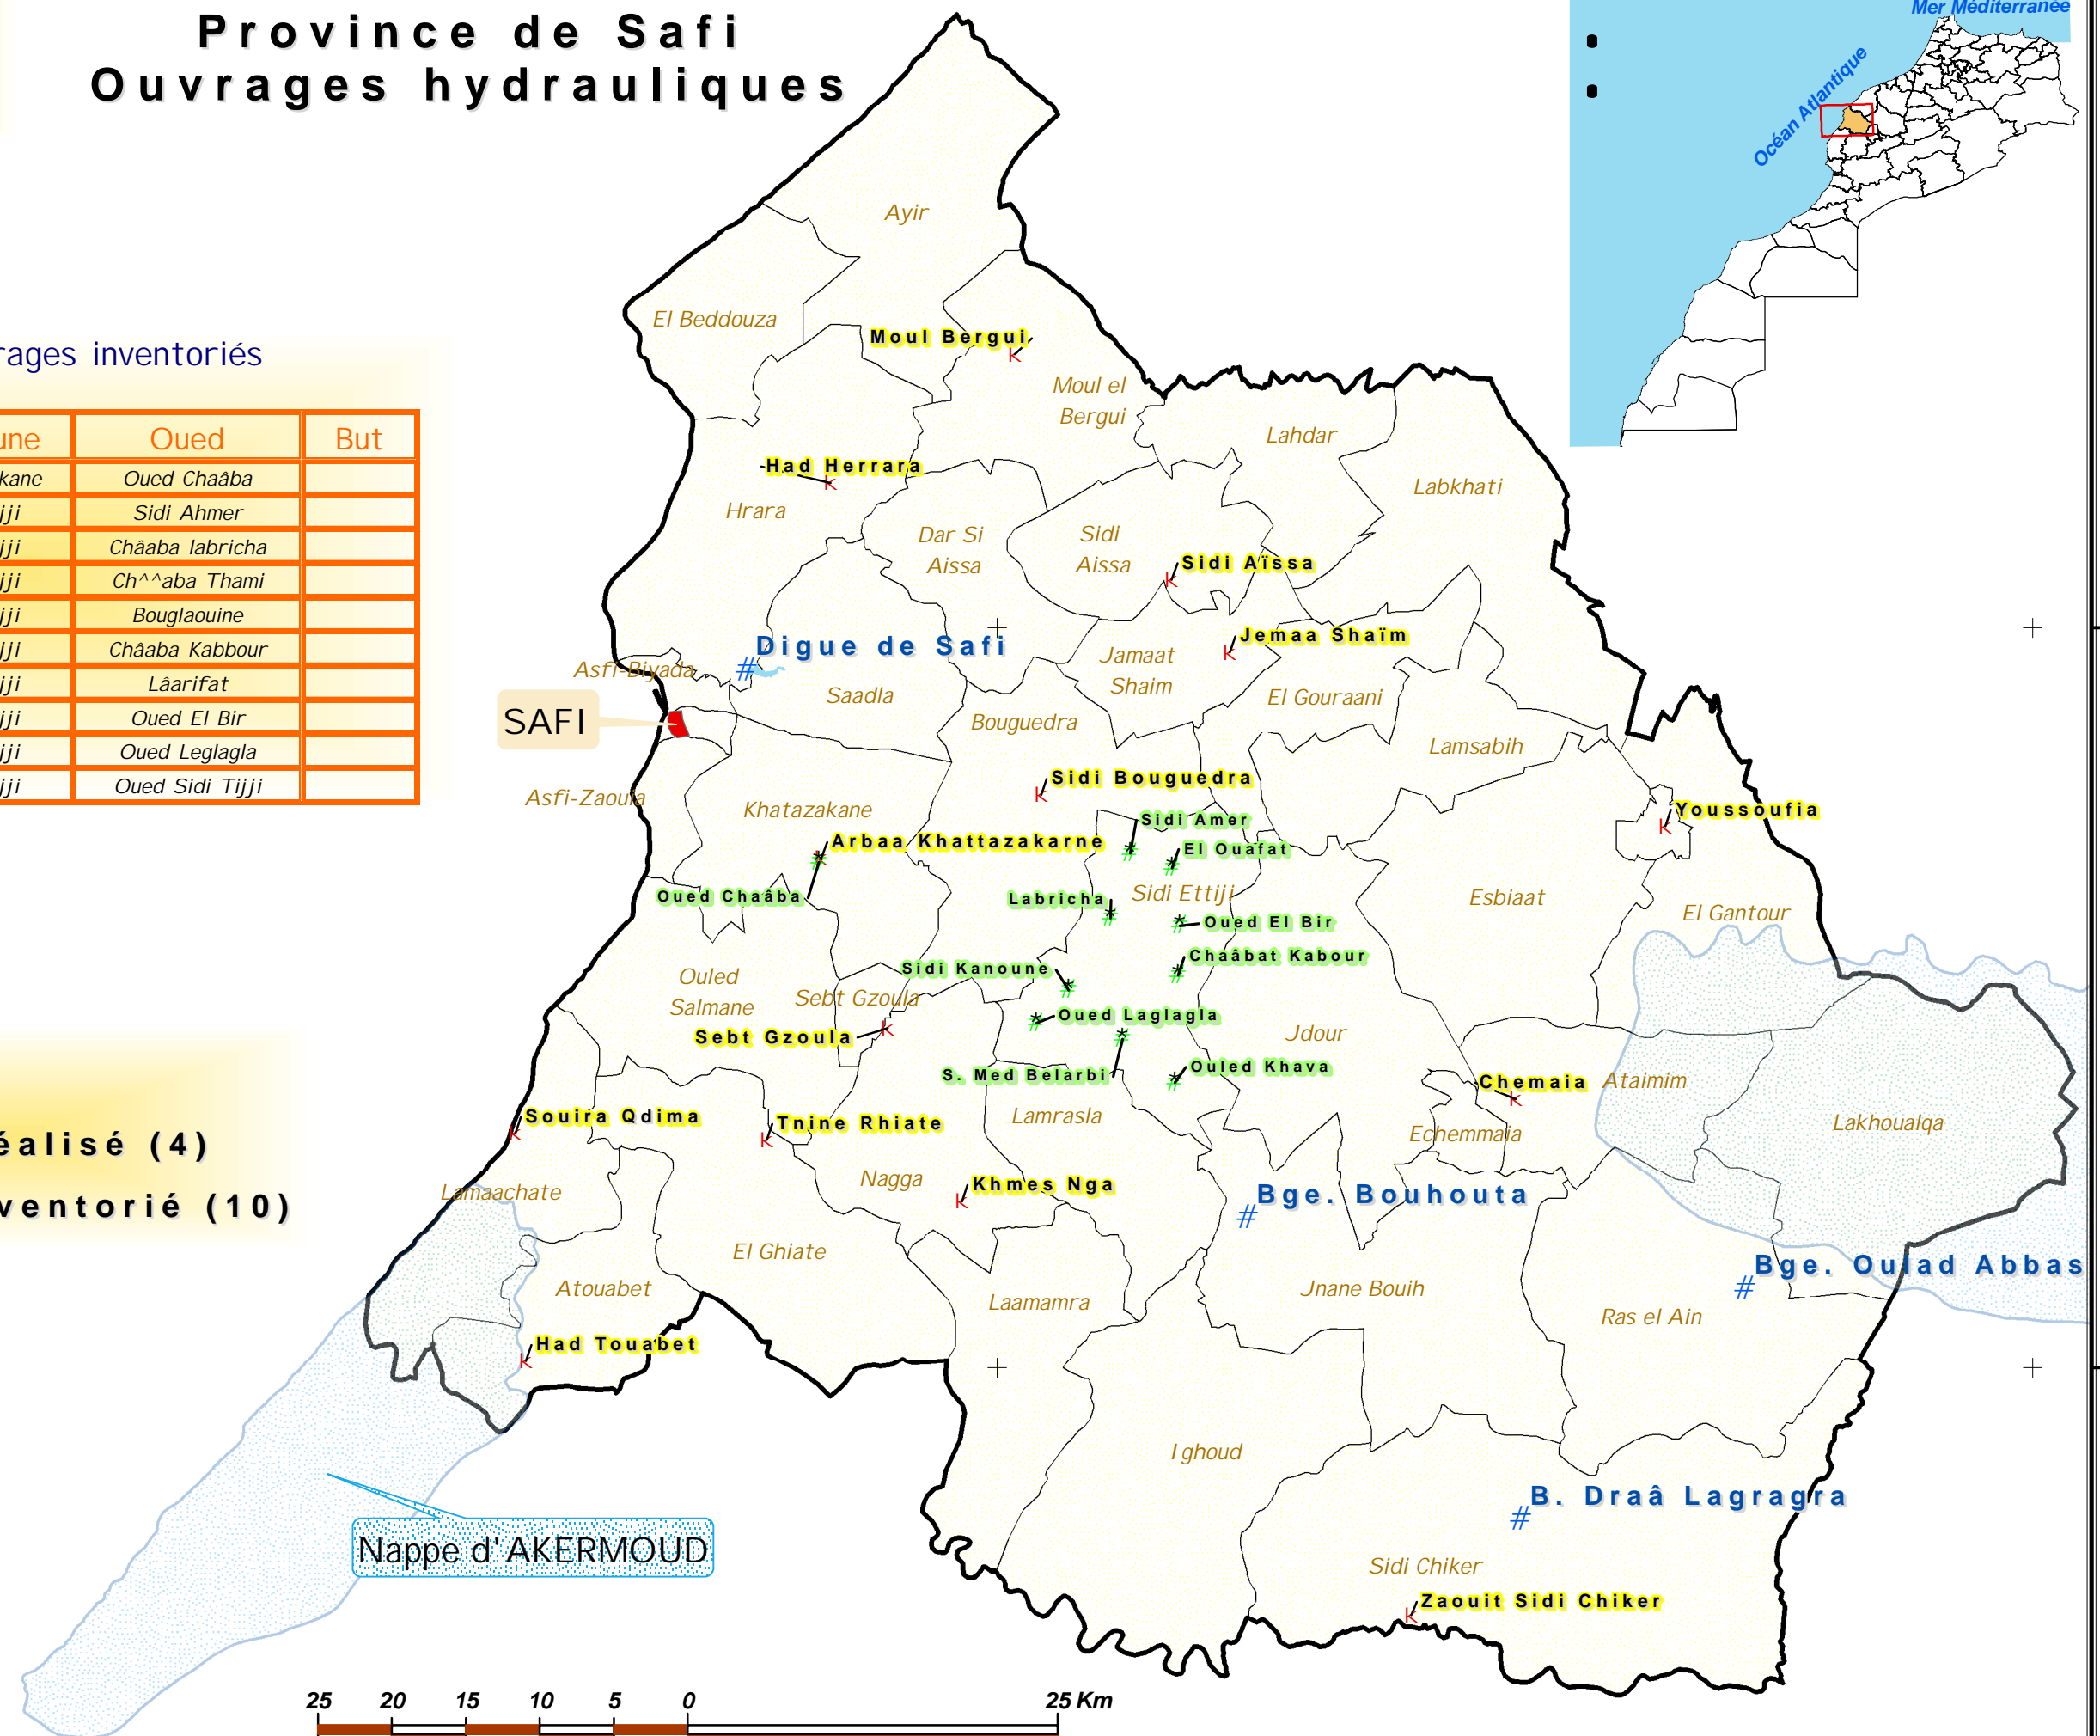 Province de Safi
Ouvrages hydrauliques
Mer Méditerranée
Océan Atlantique
rages inventoriés
une Oued But
kane Oued Chaâba
jji Sidi Ahmer
jji Châaba labricha
jji Ch^^aba Thami
jji Bouglaouine
jji Châaba Kabbour
jji Lâarifat
jji Oued El Bir
jji Oued Leglagla
jji Oued Sidi Tijji
éalisé (4)
ventorié (10)
Ayir
El Beddouza
Moul Bergui
Moul el
Bergui
Lahdar
Had Herrara
Labkhati
Hrara
Dar Si
Aissa
Sidi
Aissa
Sidi Aïssa
Jemaa Shaïm
Digue de Safi
Jamaat
Shaim
Asfi-Biyada
Saadla
El Gouraani
SAFI
Bouguedra
Lamsabih
Sidi Bouguedra
Asfi-Zaouia
Khatazakane
Youssoufia
Sidi Amer
Arbaa Khattazakarne
El Ouafat
Oued Chaâba
Labricha
Sidi Ettiji
Esbiaat
El Gantour
Oued El Bir
Chaâbat Kabour
Sidi Kanoune
Ouled
Salmane
Sebt Gzoula
Oued Laglagla
Sebt Gzoula
Jdour
S. Med Belarbi
Ouled Khava
Chemaia
Ataimim
Souira Qdima
Tnine Rhiate
Lamrasla
Lakhoualqa
Echemmaia
Lamaachate
Nagga
Khmes Nga
Bge. Bouhouta
El Ghiate
Bge. Oulad Abbas
Atouabet
Laamamra
Jnane Bouih
Ras el Ain
Had Touabet
Ighoud
B. Draâ Lagragra
Nappe d'AKERMOUD
Sidi Chiker
Zaouit Sidi Chiker
25 20 15 10 5 0 25 Km